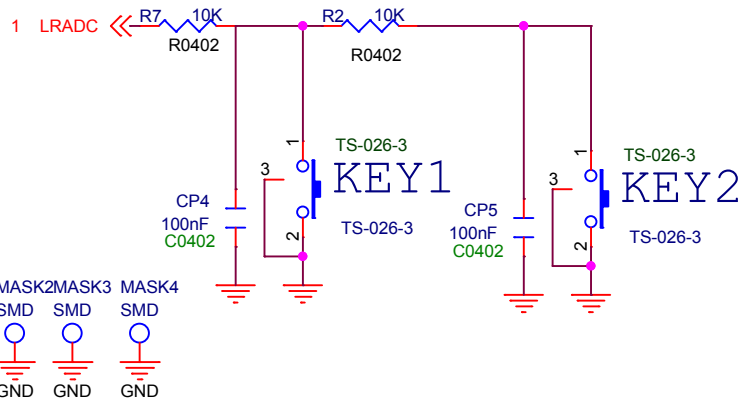 1 LRADC R7 10K R2 10K
R0402 R0402
1 TS-026-3 1 TS-026-3
3 KEY1 3 KEY2
CP4 CP5
100nF TS-026-3 100nF TS-026-3
C0402 2 C0402 2
MASK2 MASK3 MASK4
SMD SMD SMD
GND GND GND